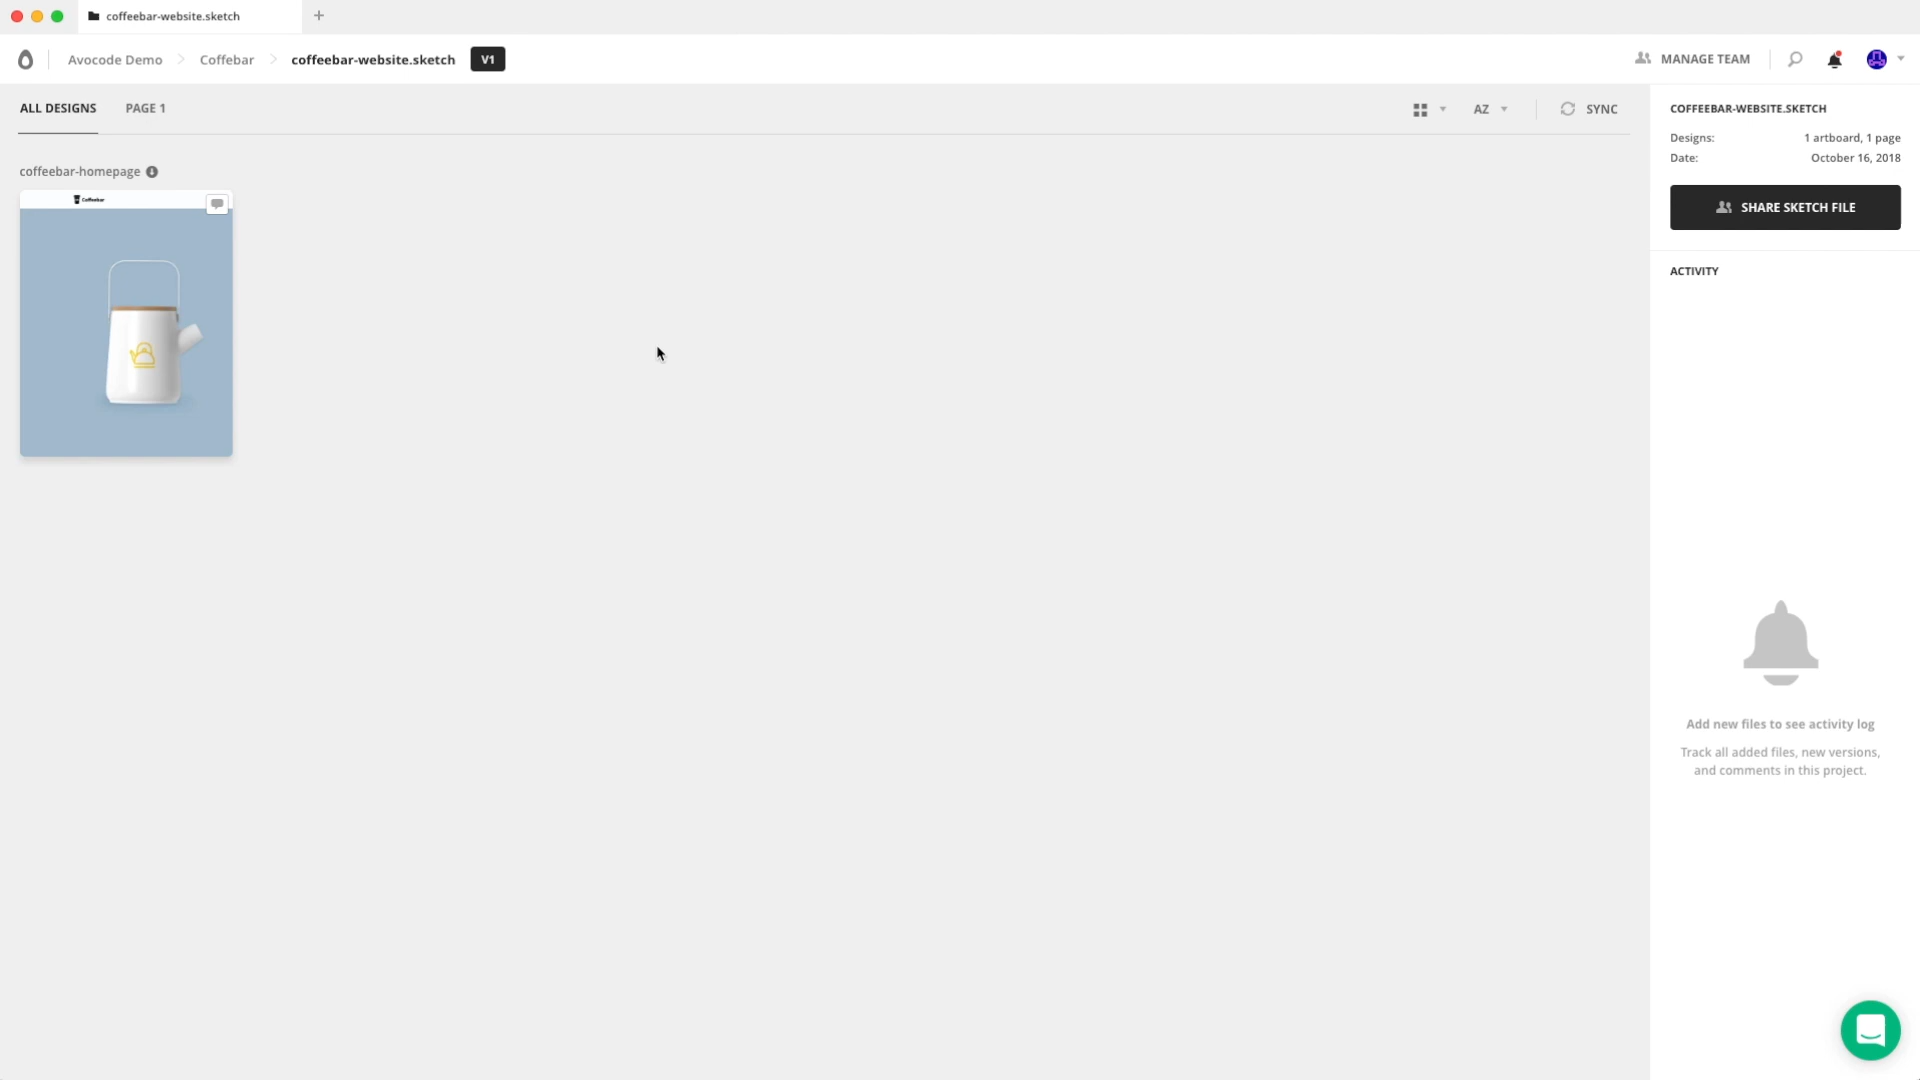 coffeebar-website.sketch
Avocode Demo
Coffebar
coffeebar-website.sketch
V1
MANAGE TEAM
ALL DESIGNS
PAGE 1
AZ
SYNC
coffeebar-homepage
Coffeebar
COFFEEBAR-WEBSITE.SKETCH
Designs: 1 artboard, 1 page
Date: October 16, 2018
SHARE SKETCH FILE
ACTIVITY
Add new files to see activity log
Track all added files, new versions,
and comments in this project.